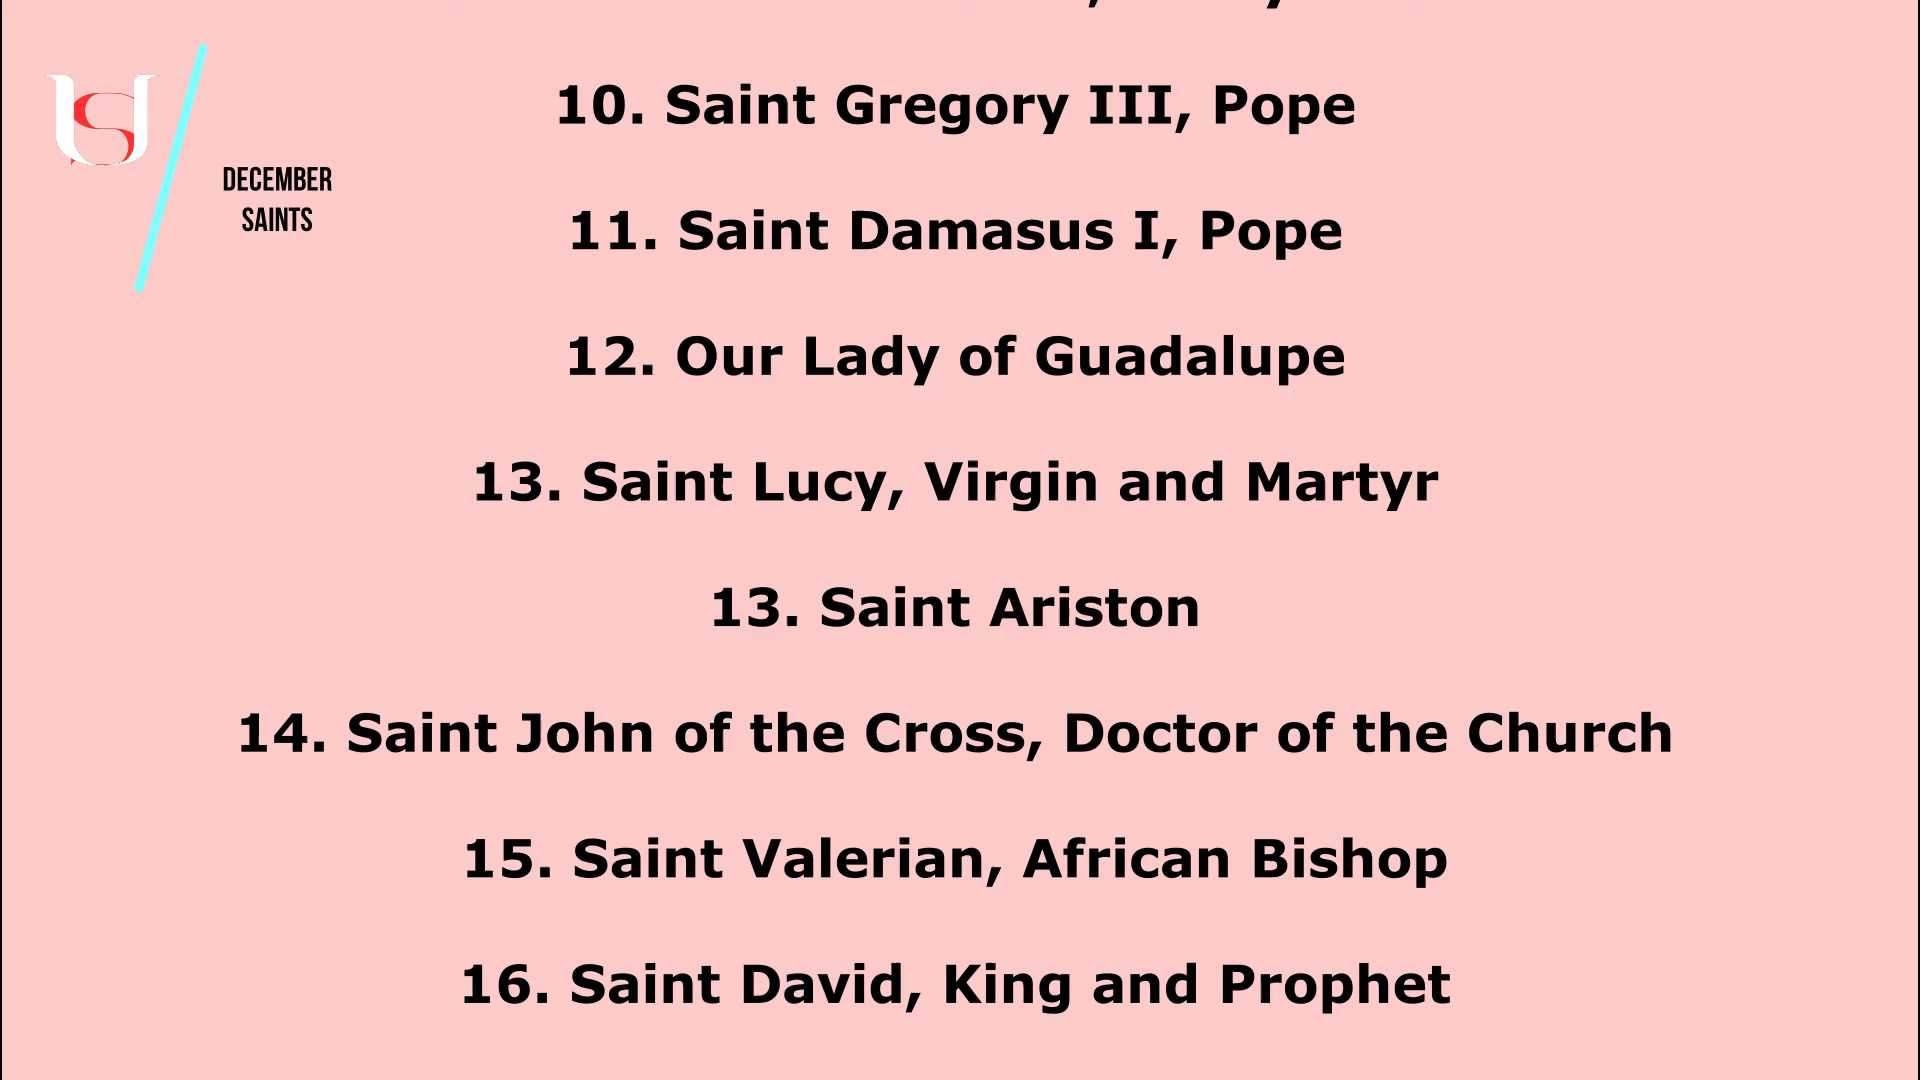 10. Saint Gregory III, Pope
DECEMBER
SAINTS
11. Saint Damasus I, Pope
12. Our Lady of Guadalupe
13. Saint Lucy, Virgin and Martyr
13. Saint Ariston
14. Saint John of the Cross, Doctor of the Church
15. Saint Valerian, African Bishop
16. Saint David, King and Prophet